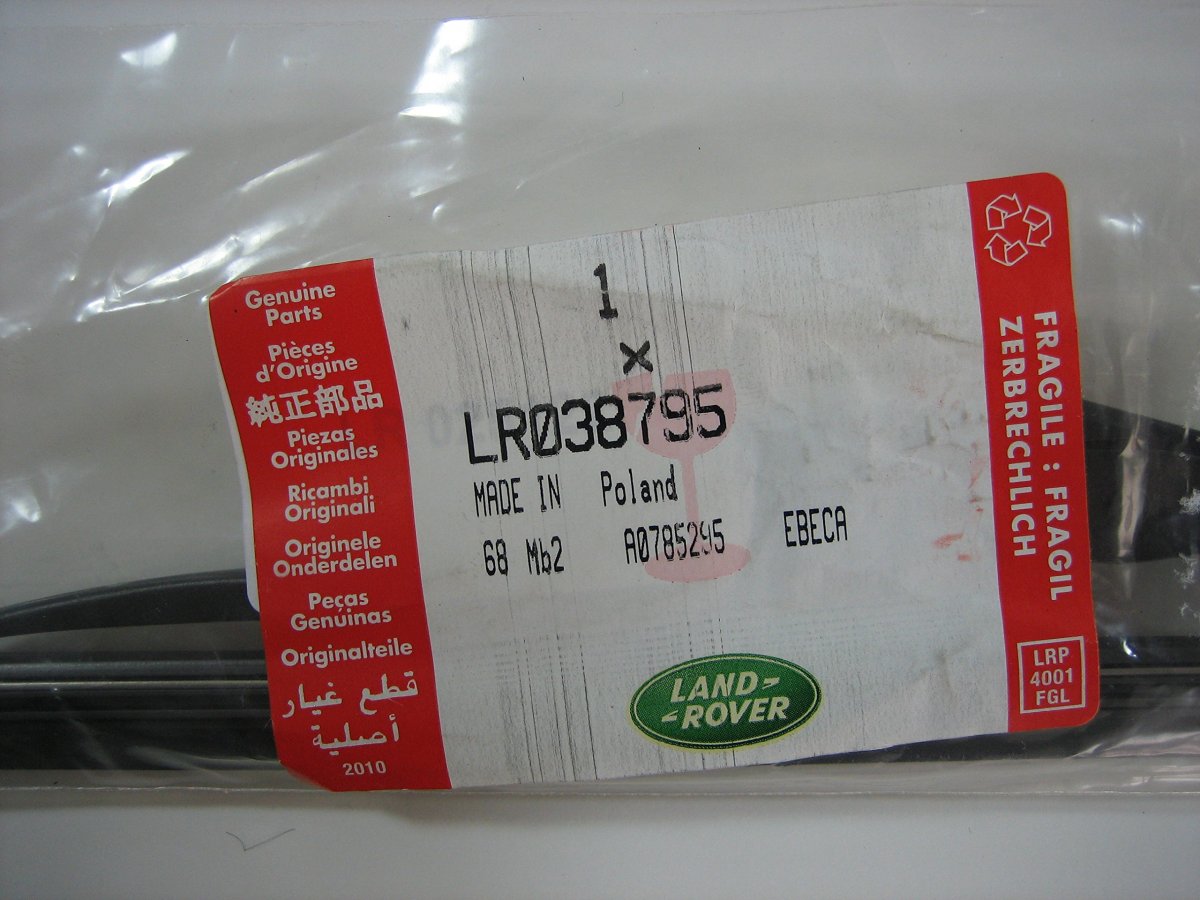 Genuine
Parts
Pièces
d'Origine
純正部品
Piezas
Originales
Ricambi
Originali
Originele
Onderdelen
Peças
Genuinas
Originalteile
قطع غيار
أصلية
2010
1
x
LR038795
MADE IN Poland
68 Mb2 A0785295 EBECA
LAND-
-ROVER
FRAGILE : FRAGIL
ZERBRECHLICH
LRP
4001
FGL